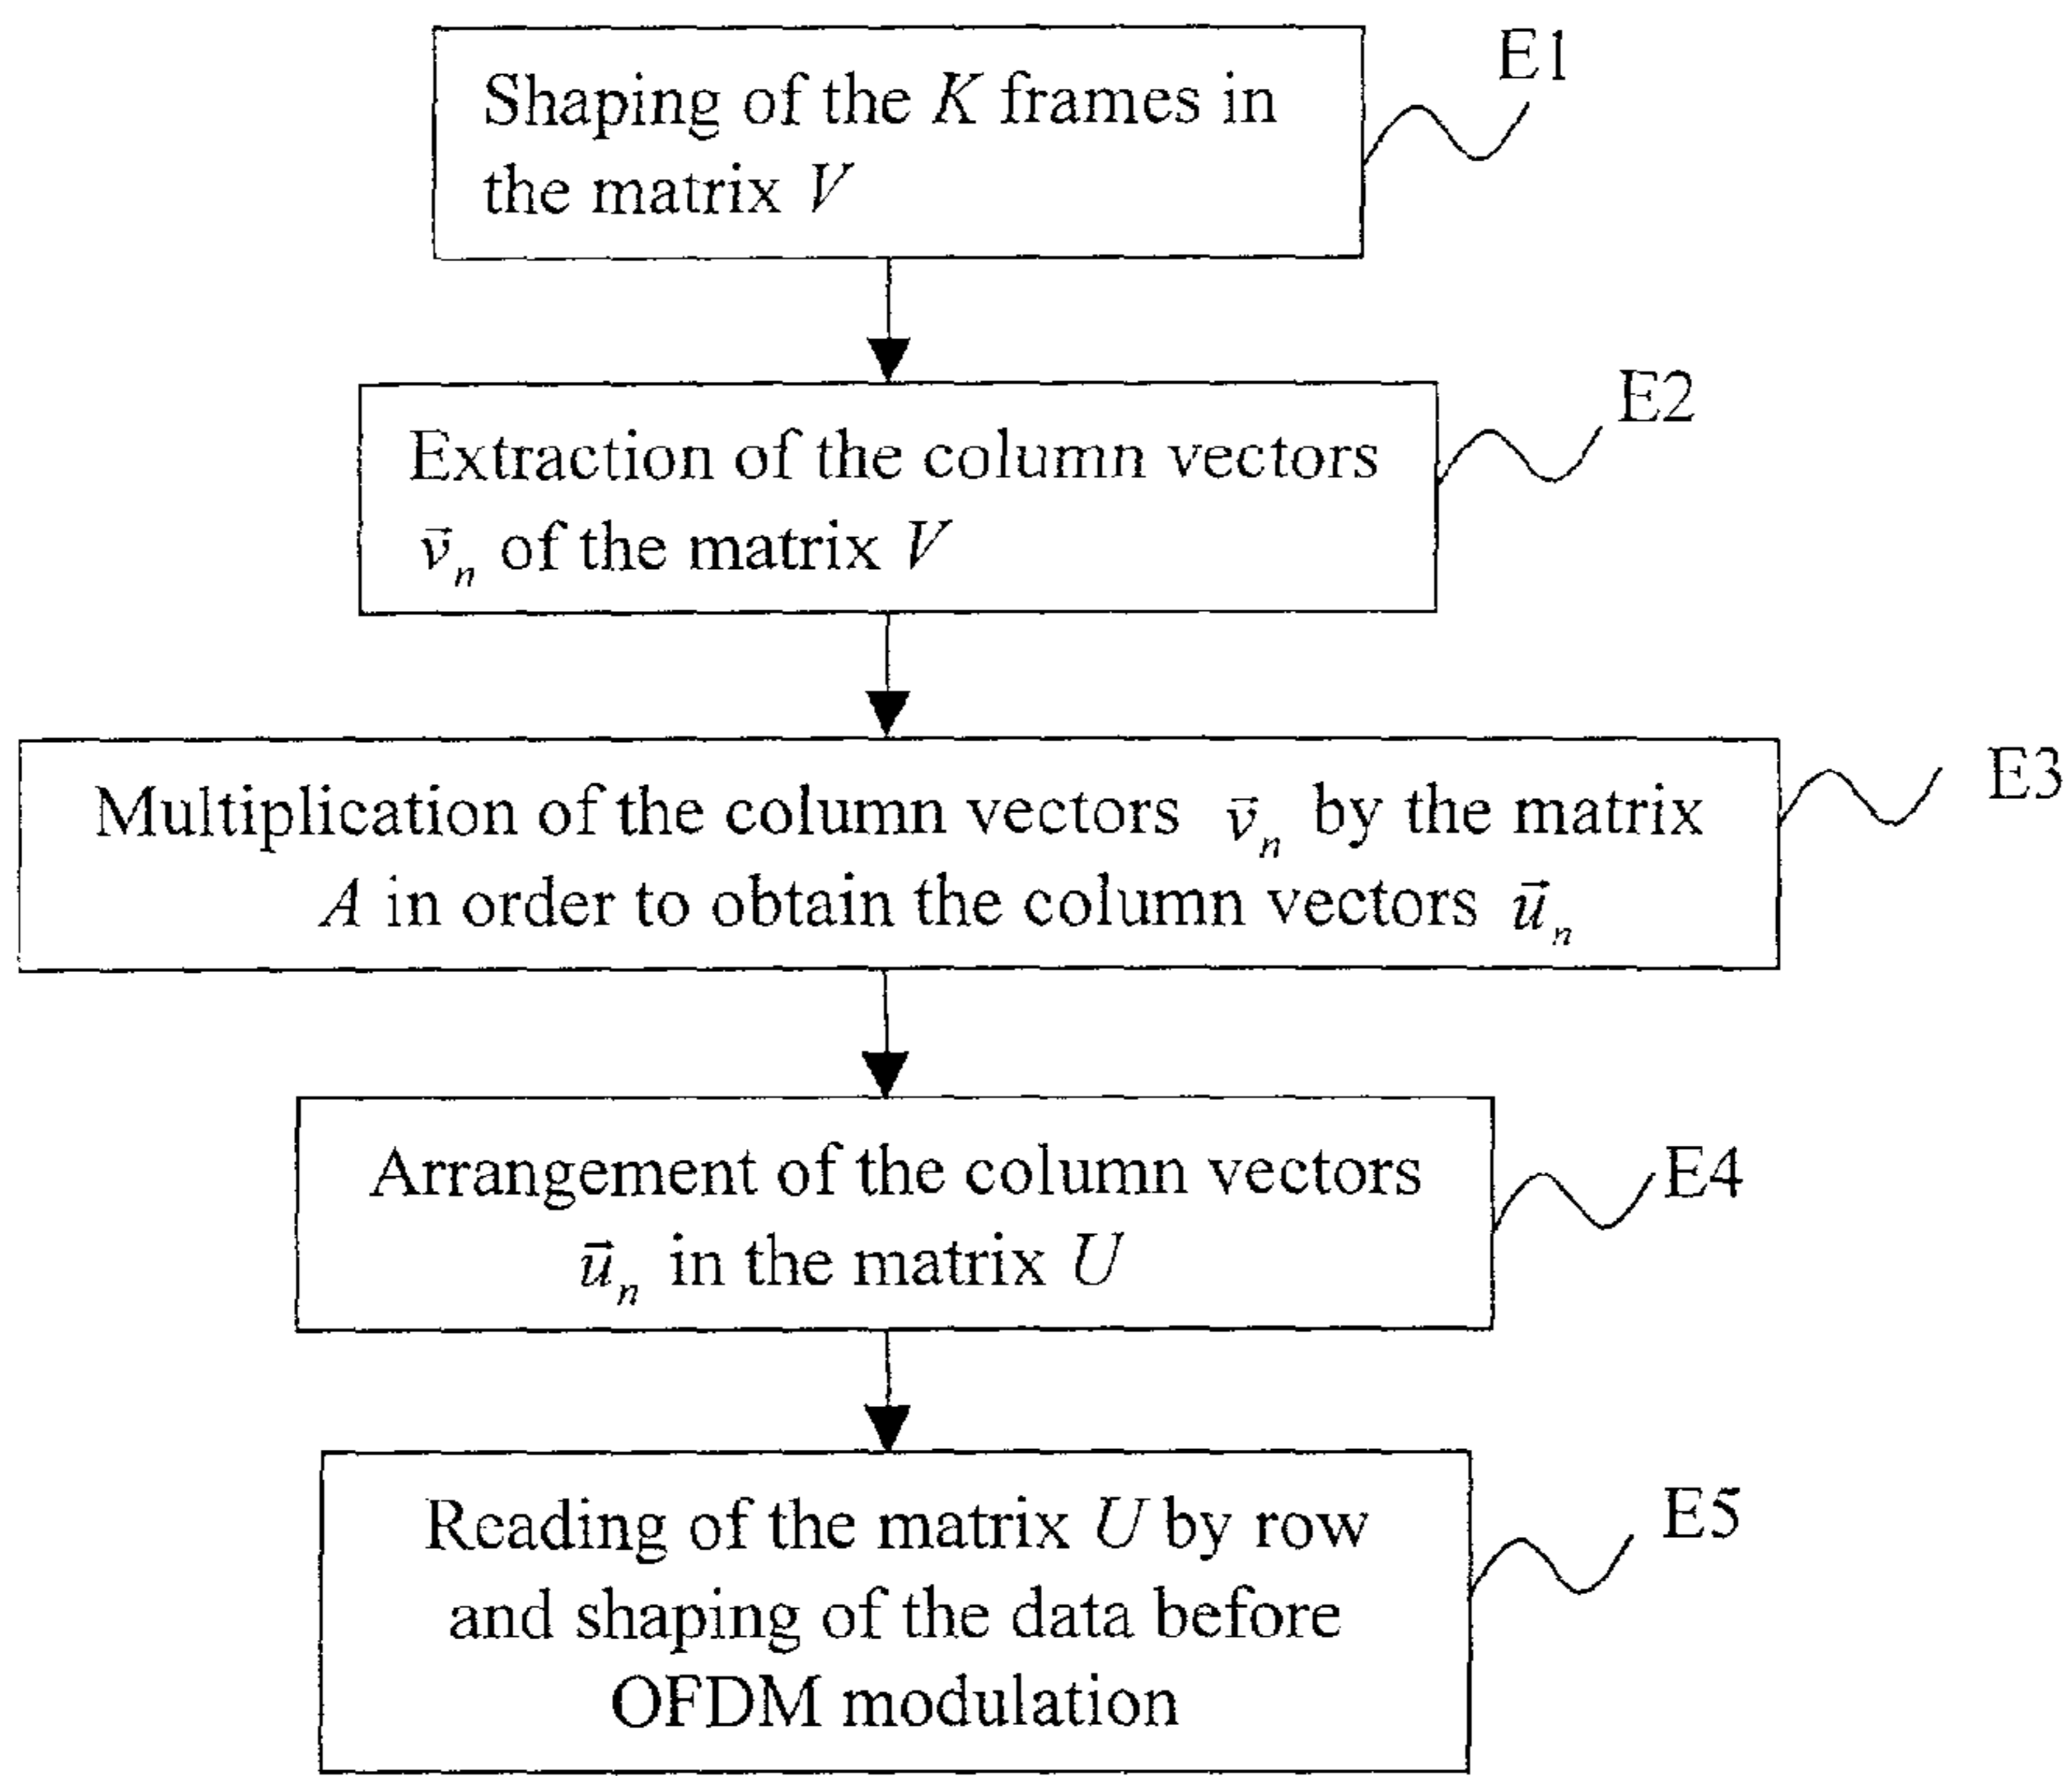 Shaping of the K frames in
the matrix V
E1
Extraction of the column vectors
v⃗n of the matrix V
E2
Multiplication of the column vectors v⃗n by the matrix
A in order to obtain the column vectors u⃗n
E3
Arrangement of the column vectors
u⃗n in the matrix U
E4
Reading of the matrix U by row
and shaping of the data before
OFDM modulation
E5